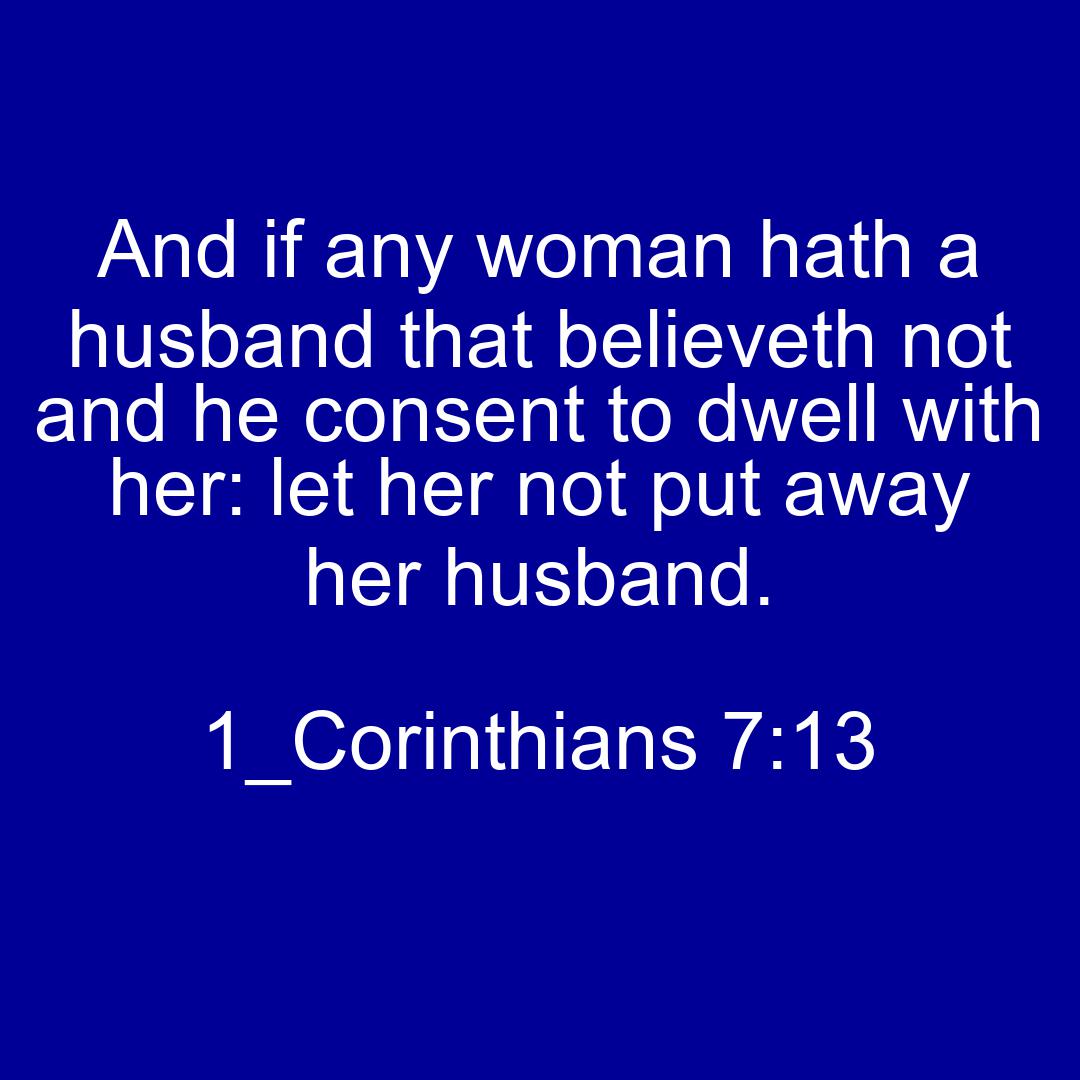 And if any woman hath a
husband that believeth not
and he consent to dwell with
her: let her not put away
her husband.
1_Corinthians 7:13